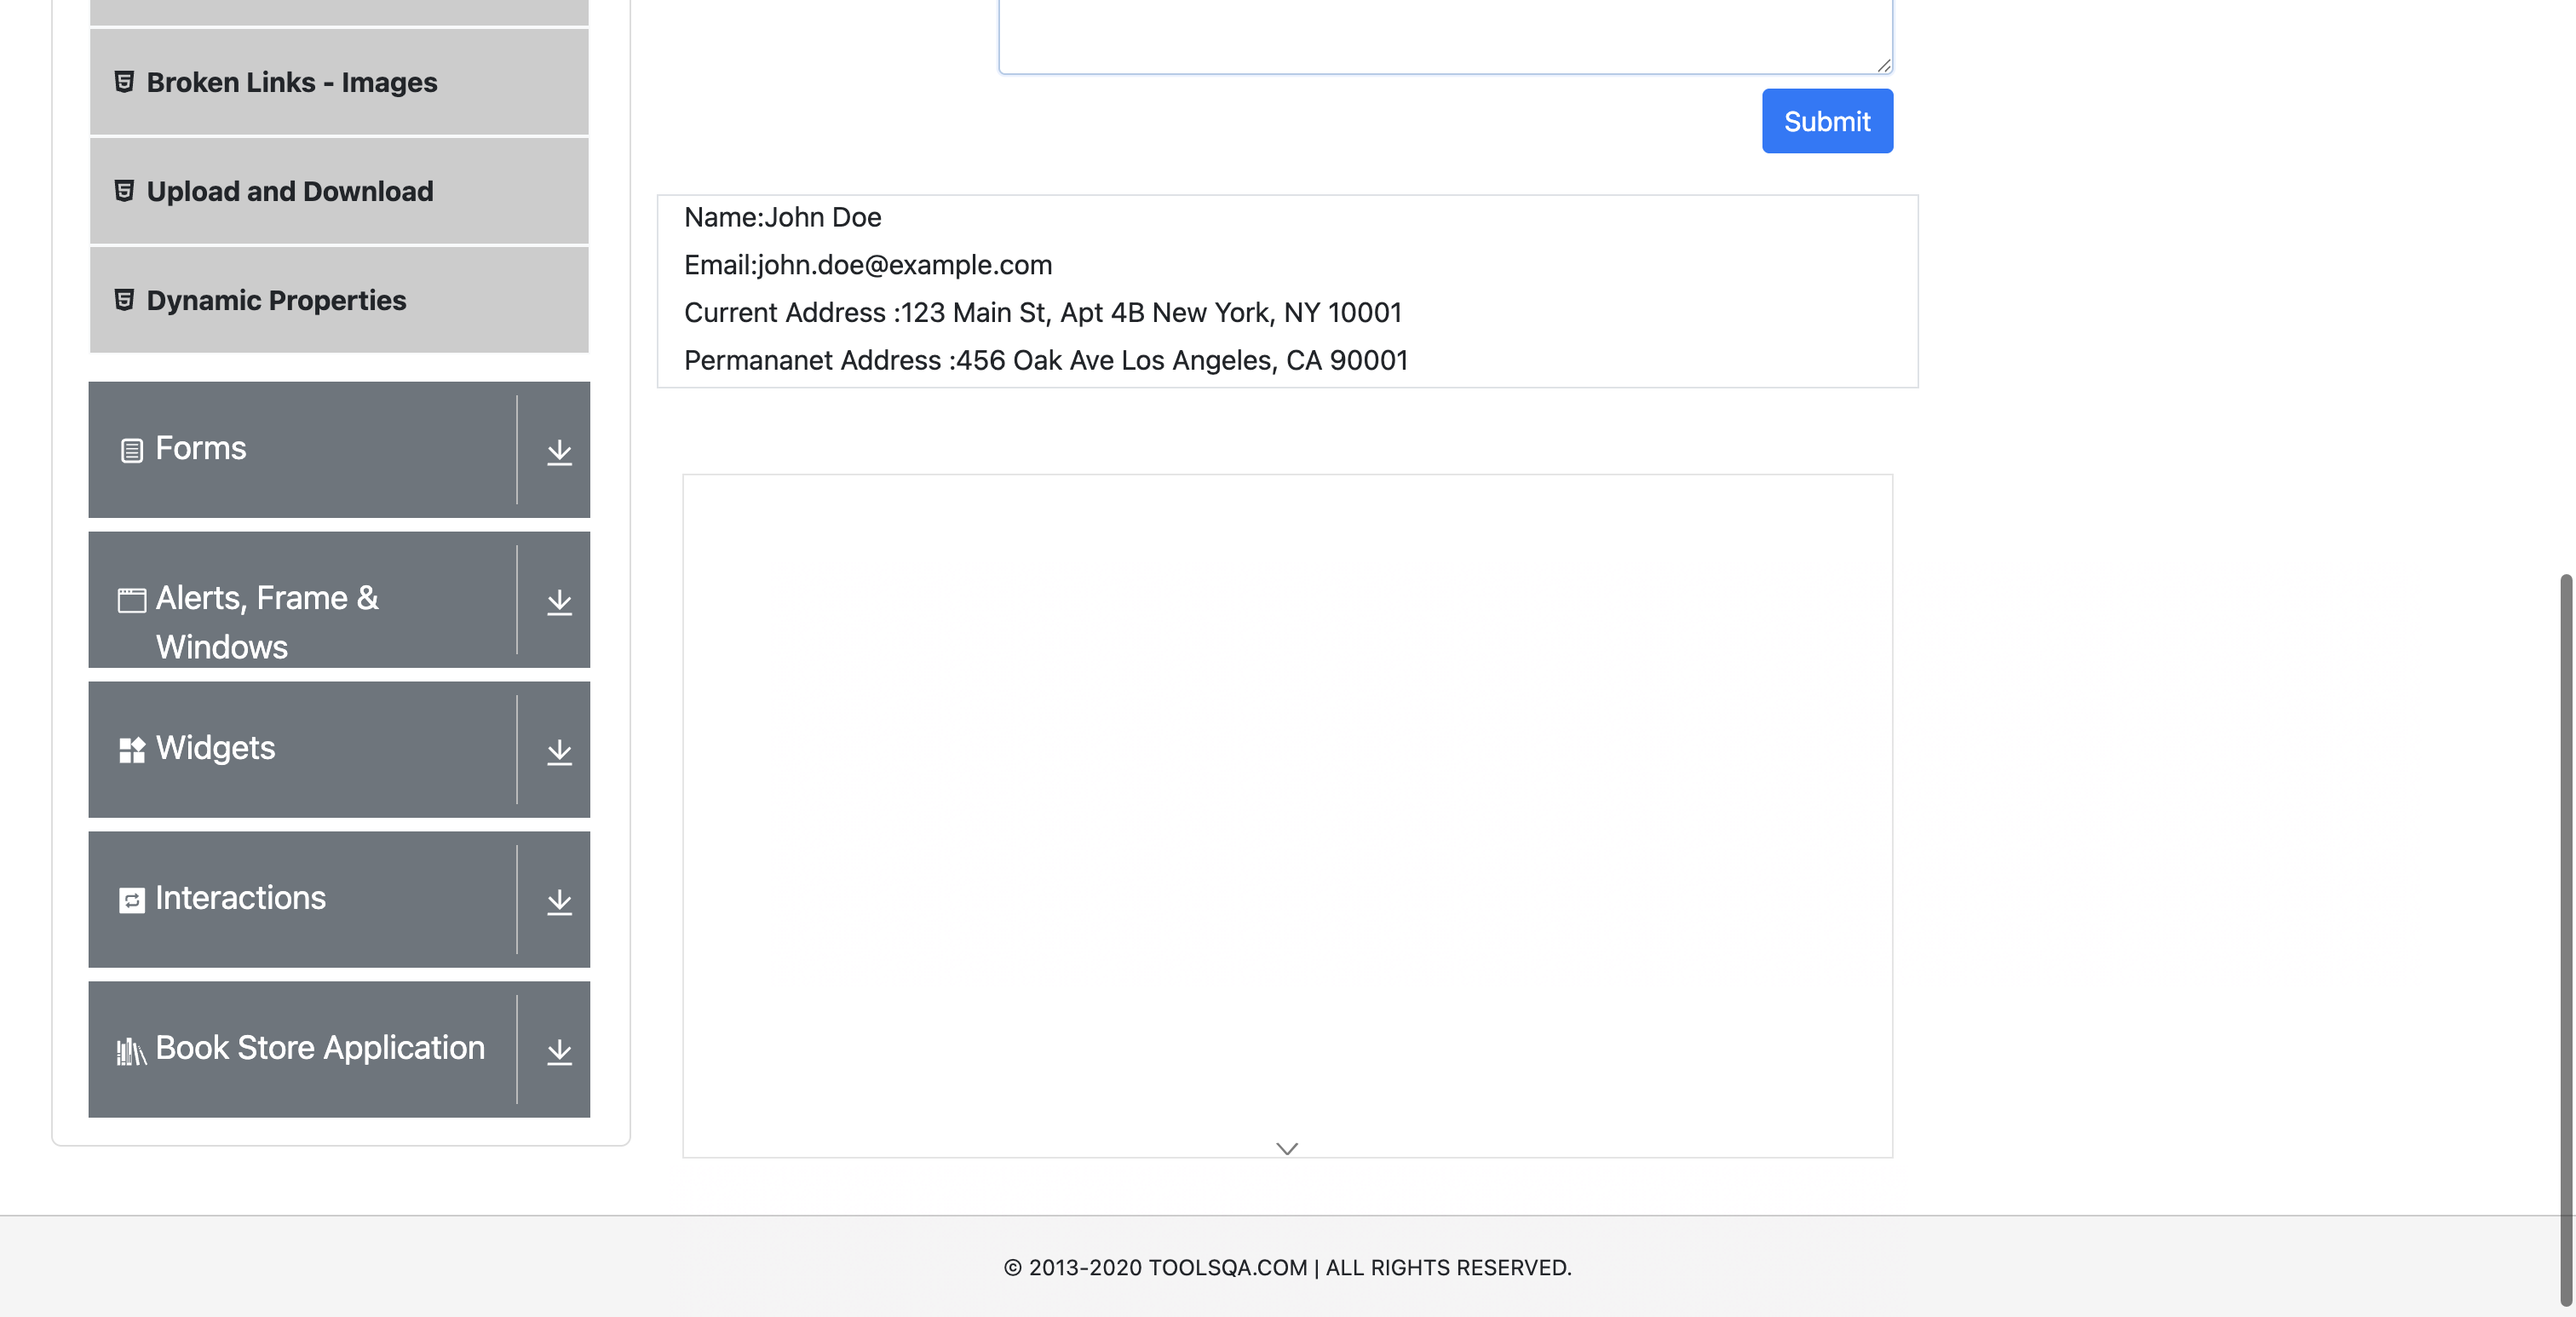 Broken Links - Images
Upload and Download
Dynamic Properties
Forms
Alerts, Frame &
Windows
Widgets
Interactions
Book Store Application
Submit
Name:John Doe
Email:john.doe@example.com
Current Address :123 Main St, Apt 4B New York, NY 10001
Permananet Address :456 Oak Ave Los Angeles, CA 90001
© 2013-2020 TOOLSQA.COM | ALL RIGHTS RESERVED.